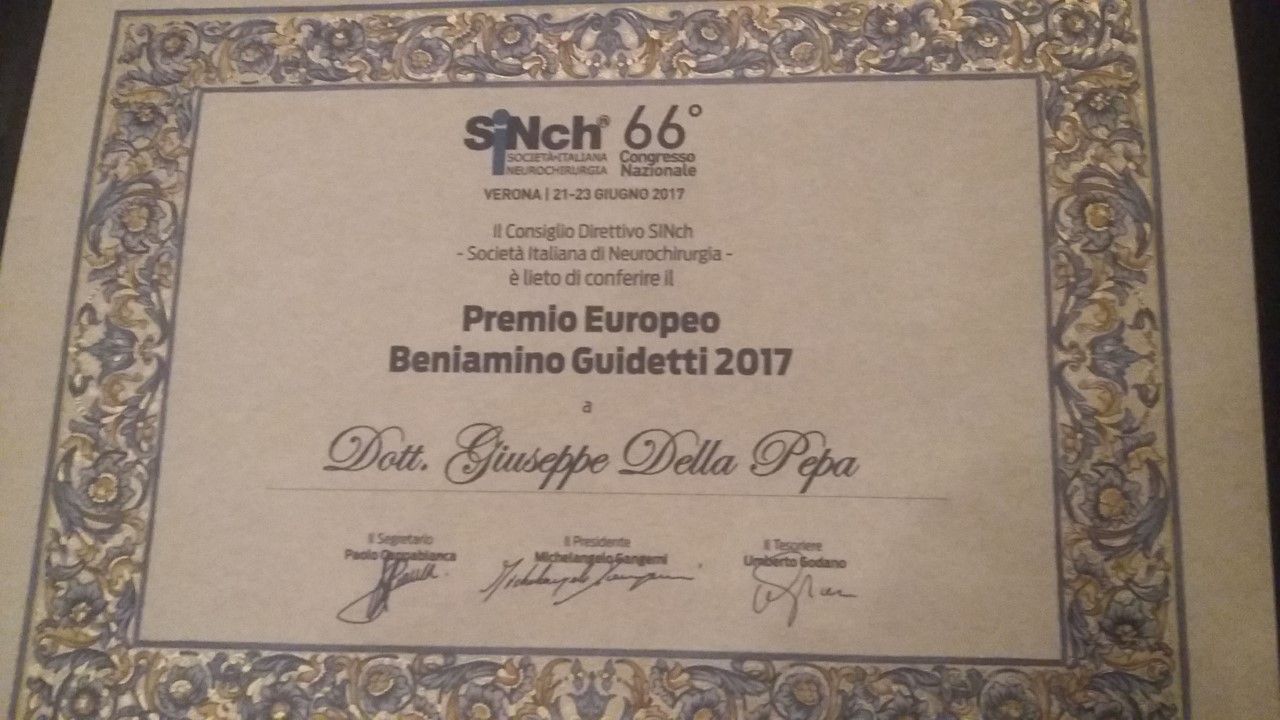 SiNch® 66°
SOCIETÀ·ITALIANA Congresso
NEUROCHIRURGIA Nazionale
VERONA | 21-23 GIUGNO 2017
Il Consiglio Direttivo SINch
- Società Italiana di Neurochirurgia -
è lieto di conferire il
Premio Europeo
Beniamino Guidetti 2017
a
Dott. Giuseppe Della Pepa
Il Segretario Il Presidente Il Tesoriere
Paolo Cappabianca Michelangelo Gangemi Umberto Godano
Michelangelo Gangemi